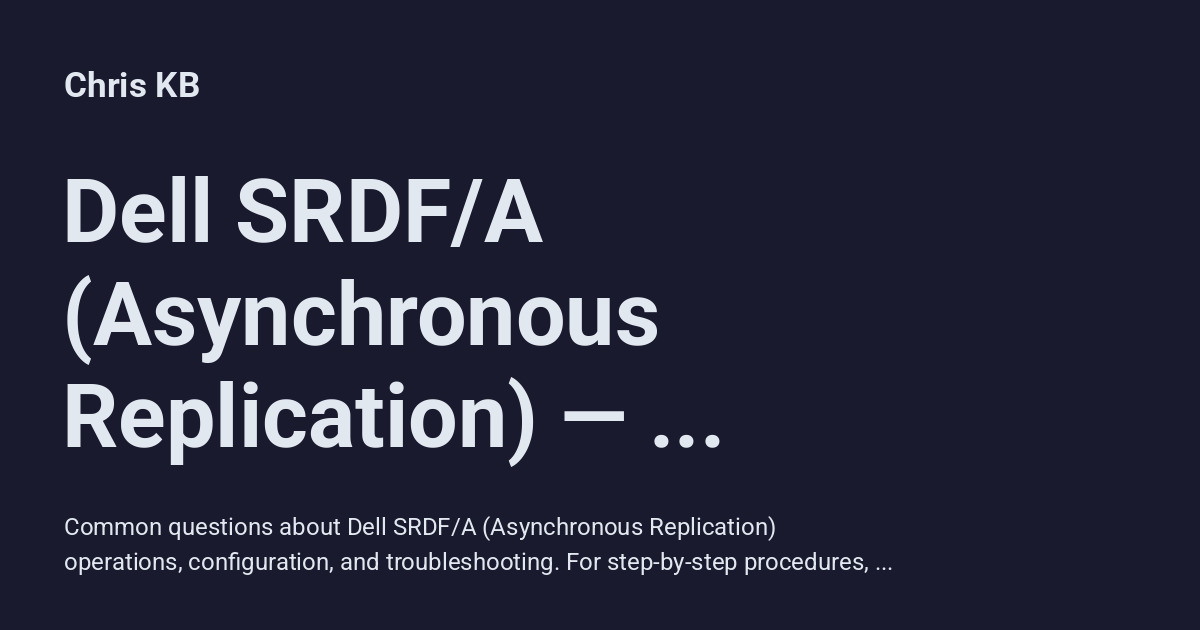 Chris KB
Dell SRDF/A
(Asynchronous
Replication) — ...
Common questions about Dell SRDF/A (Asynchronous Replication)
operations, configuration, and troubleshooting. For step-by-step procedures, ...